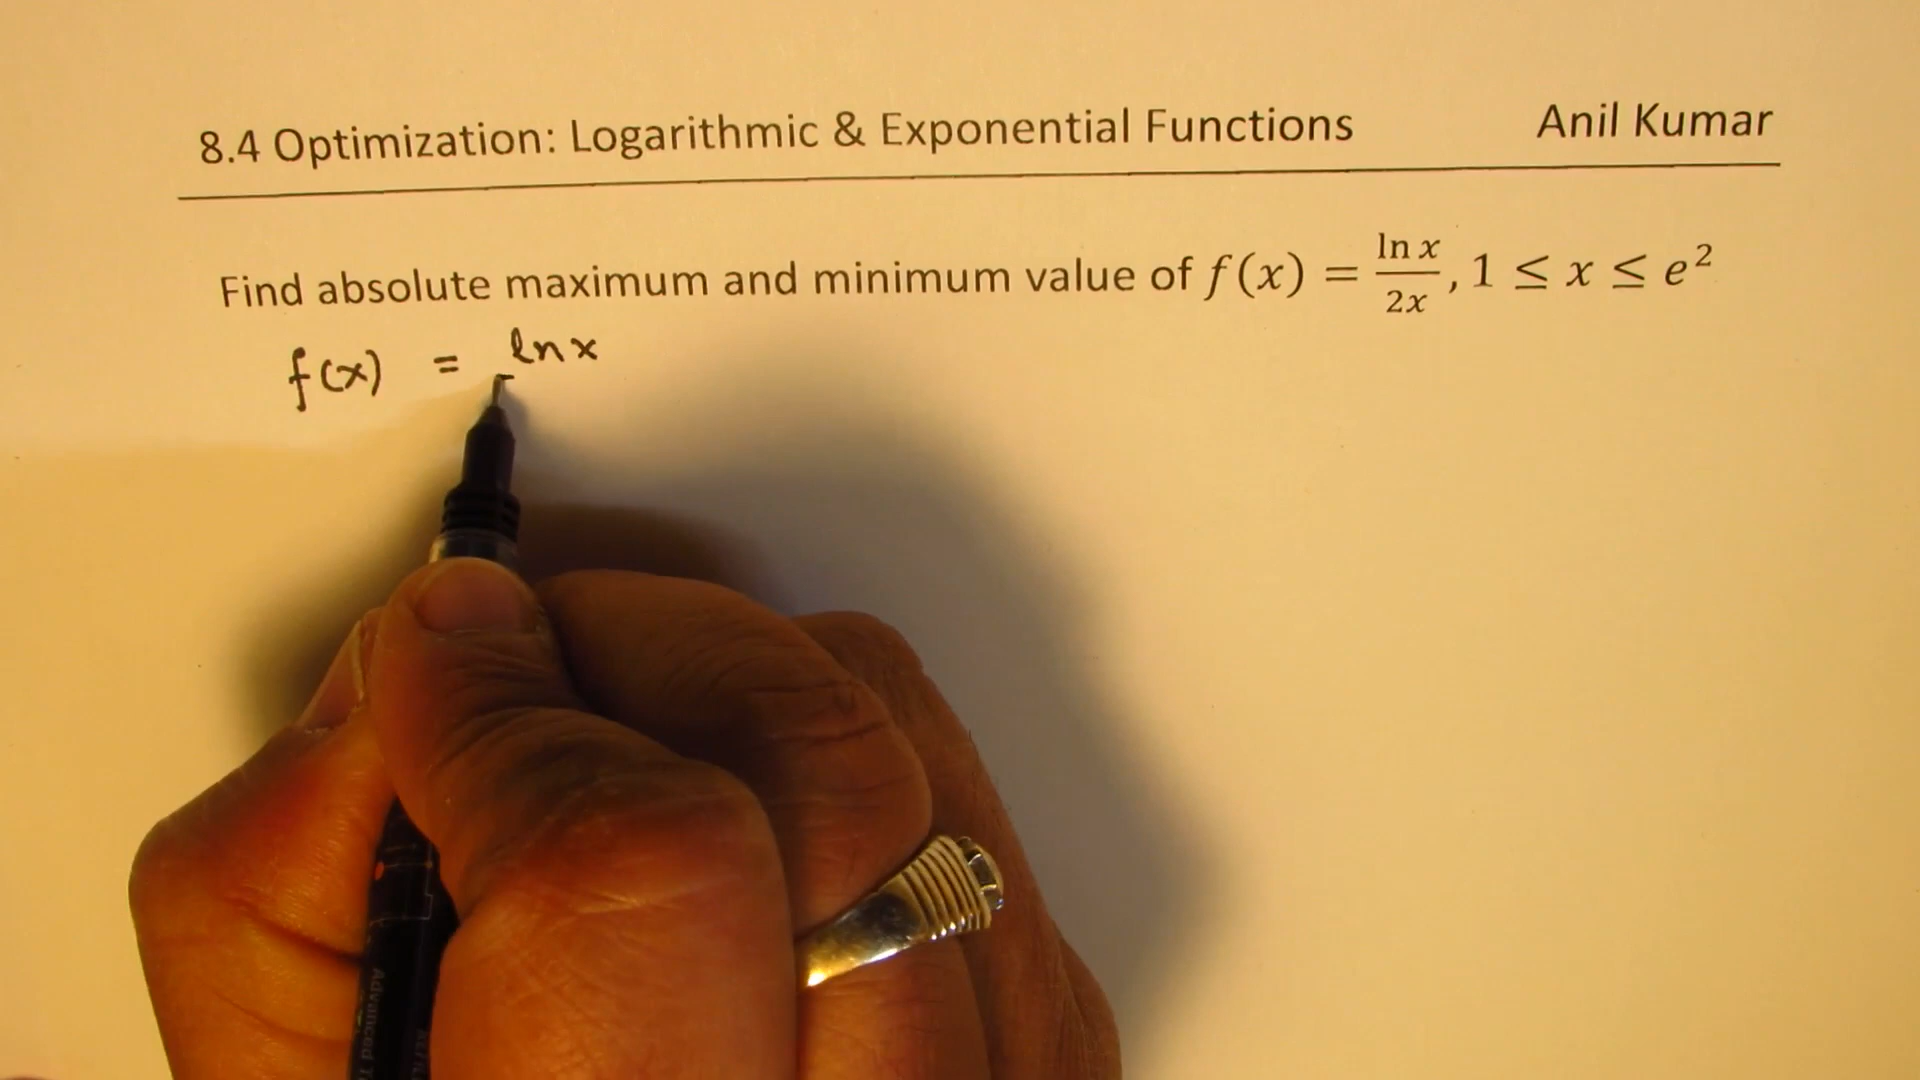 8.4 Optimization: Logarithmic & Exponential Functions Anil Kumar
Find absolute maximum and minimum value of f(x) = ln x / 2x , 1 ≤ x ≤ e²
f(x) = ln x
Advanced